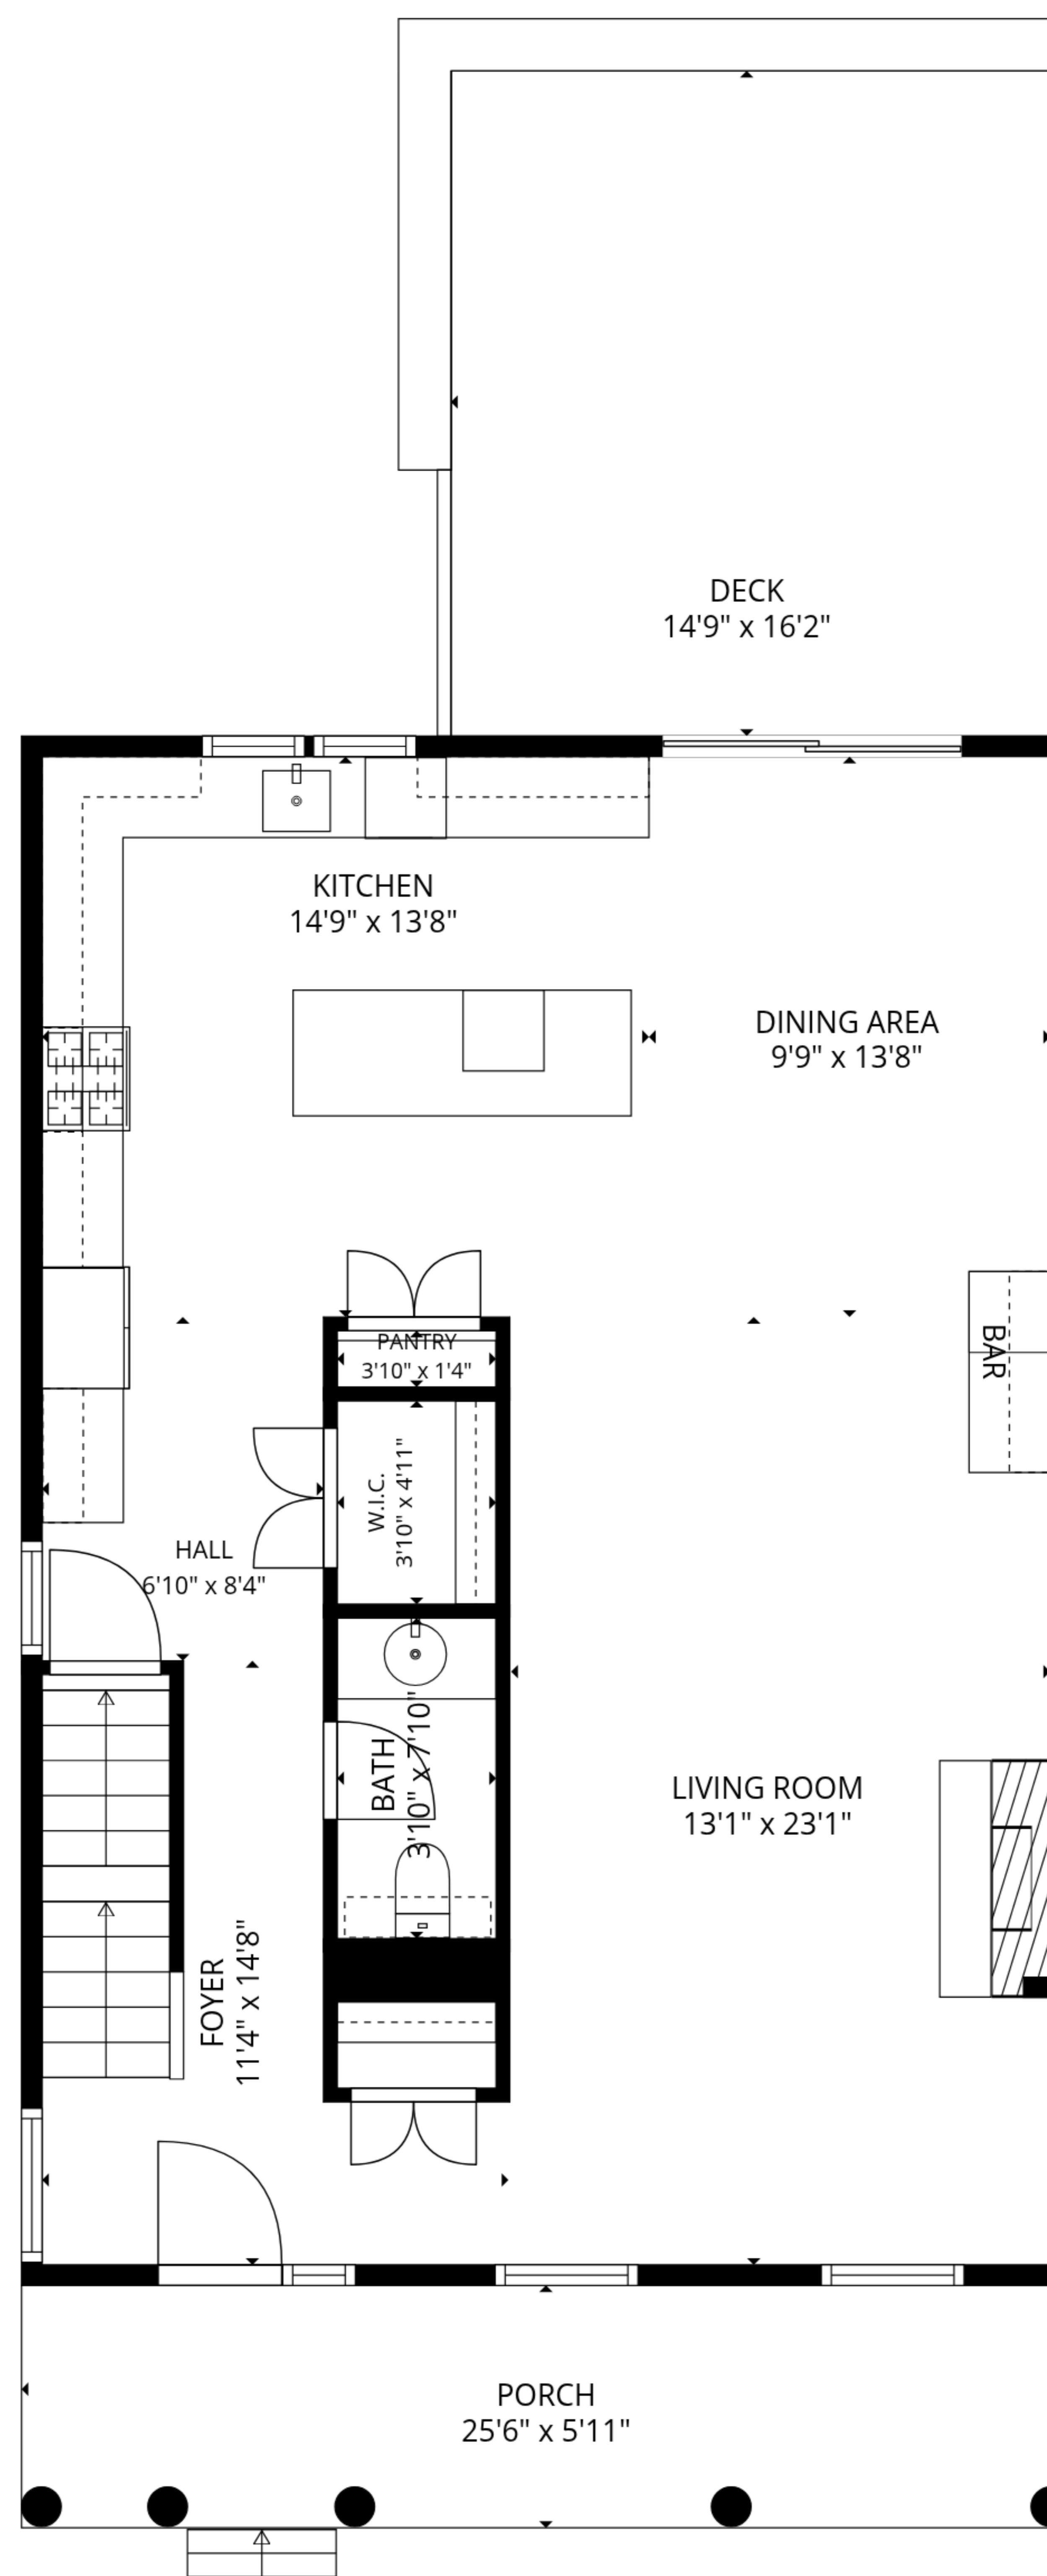 DECK
14'9" x 16'2"
KITCHEN
14'9" x 13'8"
DINING AREA
9'9" x 13'8"
PANTRY
3'10" x 1'4"
BAR
W.I.C.
3'10" x 4'11"
HALL
6'10" x 8'4"
BATH
3'10" x 7'10"
LIVING ROOM
13'1" x 23'1"
FOYER
11'4" x 14'8"
PORCH
25'6" x 5'11"